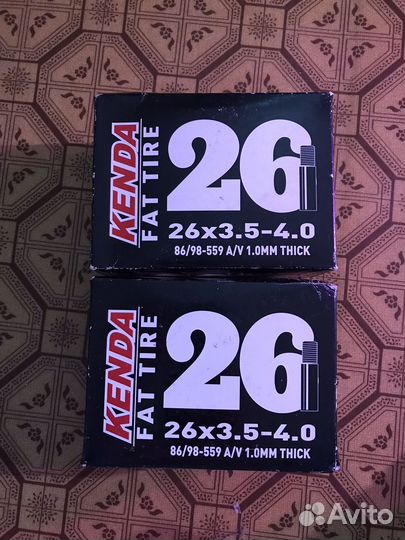 KENDA
FAT TIRE
26
26x3.5-4.0
86/98-559 A/V 1.0MM THICK
KENDA
FAT TIRE
26
26x3.5-4.0
86/98-559 A/V 1.0MM THICK
Avito